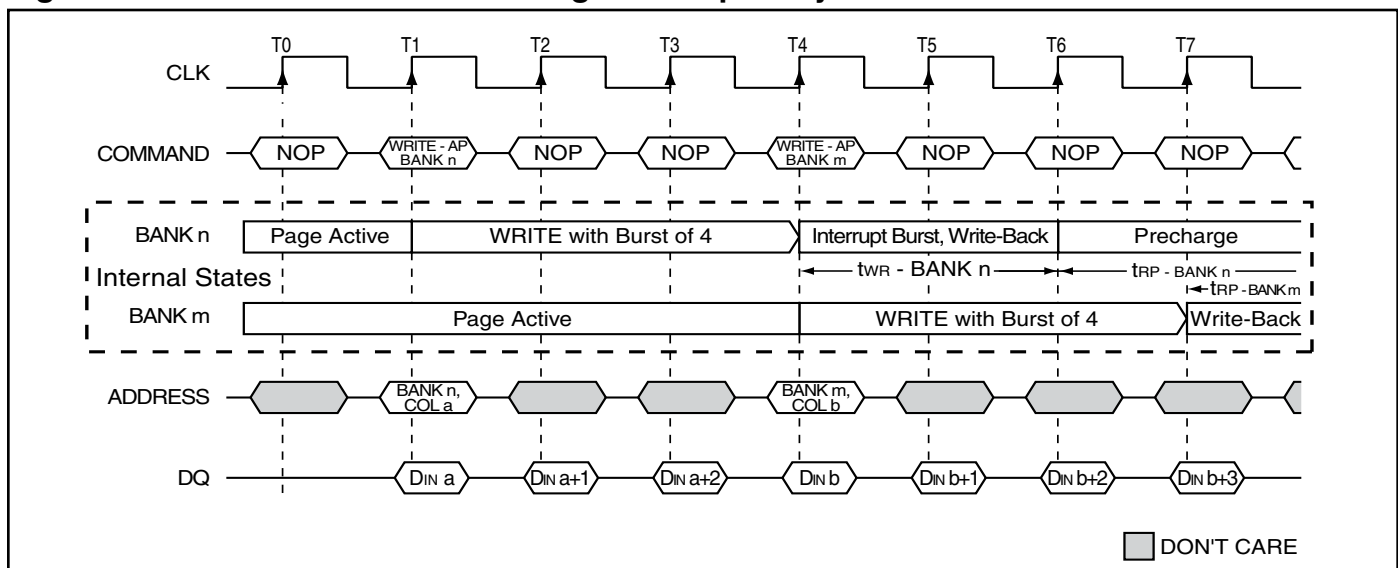 T0 T1 T2 T3 T4 T5 T6 T7
CLK
COMMAND NOP WRITE - AP BANK n NOP NOP WRITE - AP BANK m NOP NOP NOP
BANK n Page Active WRITE with Burst of 4 Interrupt Burst, Write-Back Precharge
tWR - BANK n tRP - BANK n
Internal States
tRP - BANK m
BANK m Page Active WRITE with Burst of 4 Write-Back
ADDRESS BANK n, COL a BANK m, COL b
DQ DIN a DIN a+1 DIN a+2 DIN b DIN b+1 DIN b+2 DIN b+3
DON'T CARE